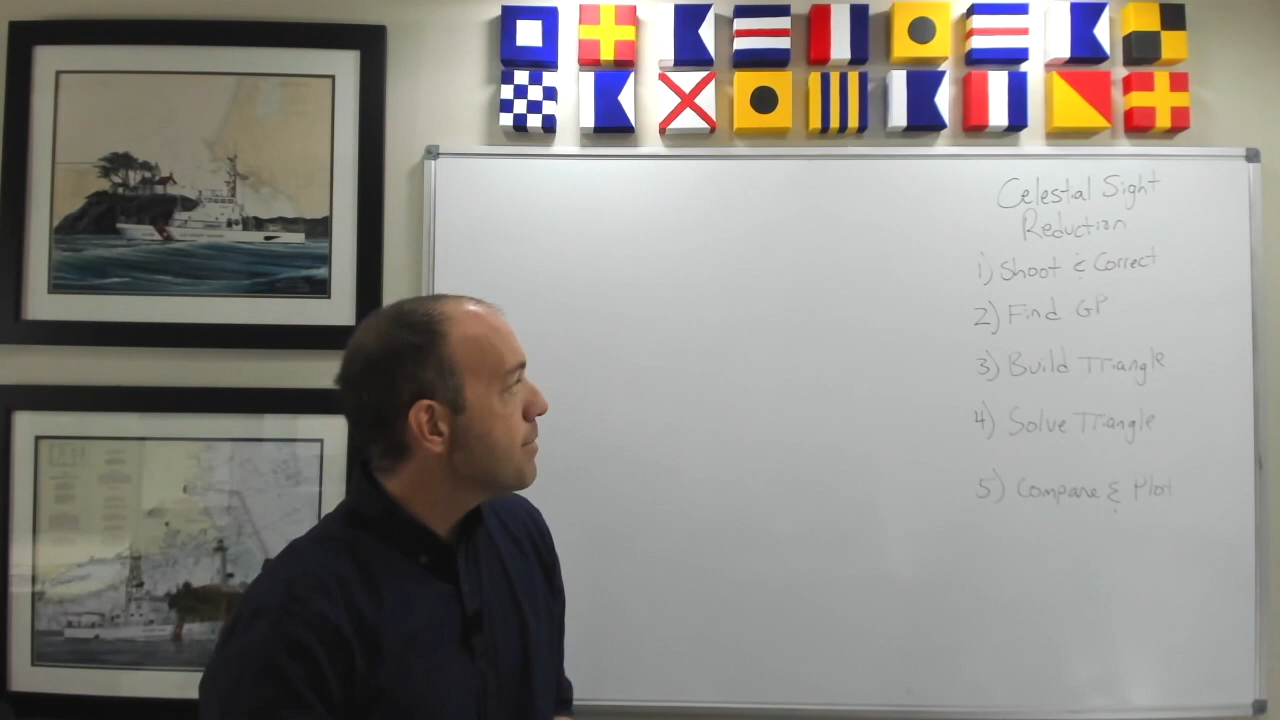 Celestial Sight
Reduction
1) Shoot & Correct
2) Find GP
3) Build Triangle
4) Solve Triangle
5) Compare & Plot